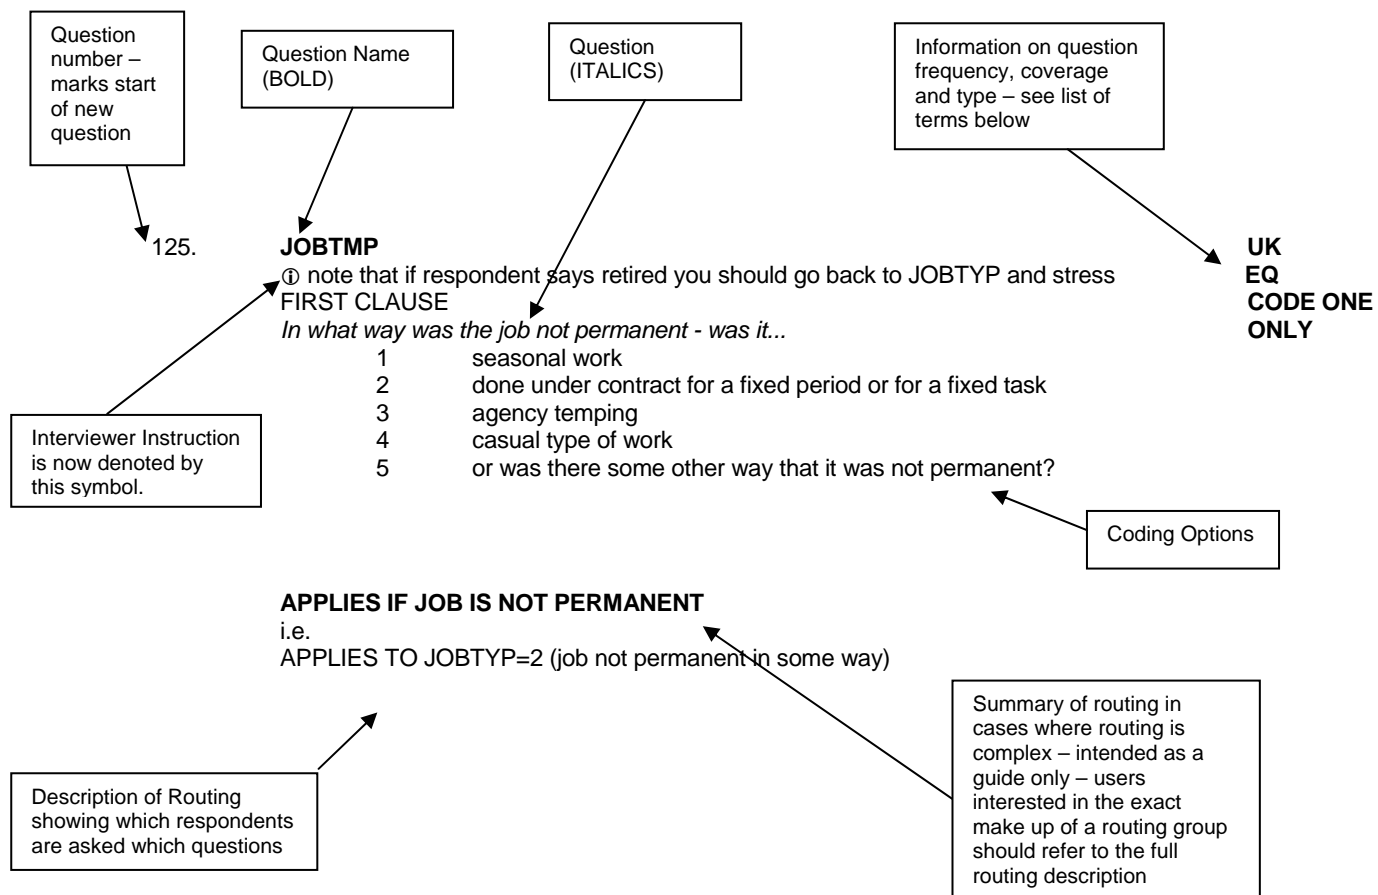 Question
number –
marks start
of new
question
Question Name
(BOLD)
Question
(ITALICS)
Information on question
frequency, coverage
and type – see list of
terms below
125.
JOBTMP
ⓘ note that if respondent says retired you should go back to JOBTYP and stress
FIRST CLAUSE
In what way was the job not permanent - was it...
1 seasonal work
2 done under contract for a fixed period or for a fixed task
3 agency temping
4 casual type of work
5 or was there some other way that it was not permanent?
UK
EQ
CODE ONE
ONLY
Interviewer Instruction
is now denoted by
this symbol.
Coding Options
APPLIES IF JOB IS NOT PERMANENT
i.e.
APPLIES TO JOBTYP=2 (job not permanent in some way)
Description of Routing
showing which respondents
are asked which questions
Summary of routing in
cases where routing is
complex – intended as a
guide only – users
interested in the exact
make up of a routing group
should refer to the full
routing description